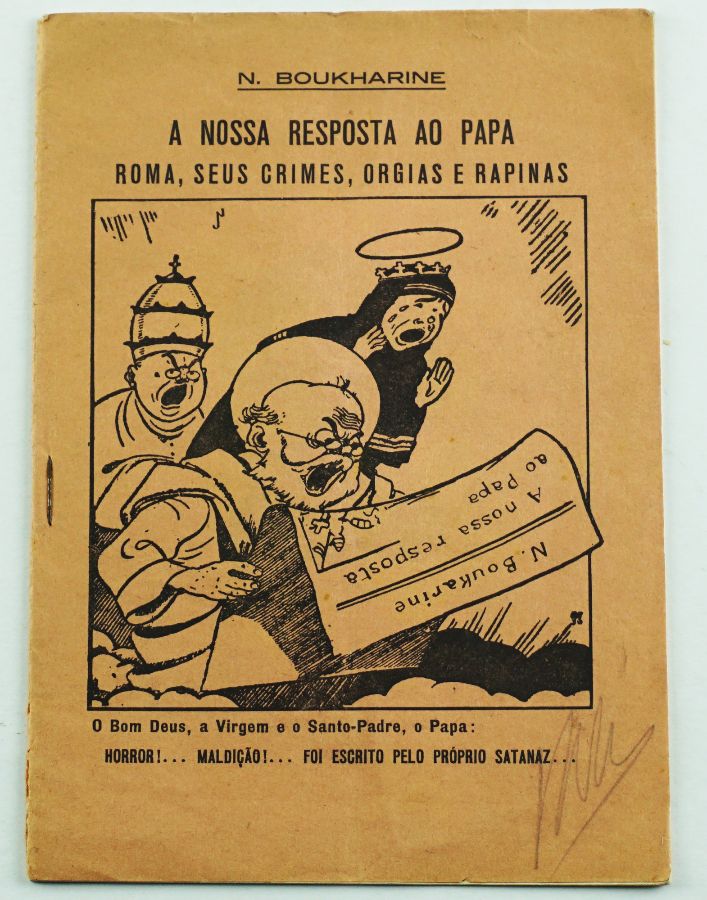 N. BOUKHARINE
A NOSSA RESPOSTA AO PAPA
ROMA, SEUS CRIMES, ORGIAS E RAPINAS
N. Boukarine
A nossa resposta
ao Papa
O Bom Deus, a Virgem e o Santo-Padre, o Papa:
HORROR!... MALDIÇÃO!... FOI ESCRITO PELO PRÓPRIO SATANAZ...